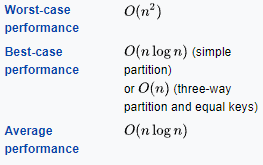 Worst-case O(n²)
performance
Best-case O(n log n) (simple
performance partition)
or O(n) (three-way
partition and equal keys)
Average O(n log n)
performance